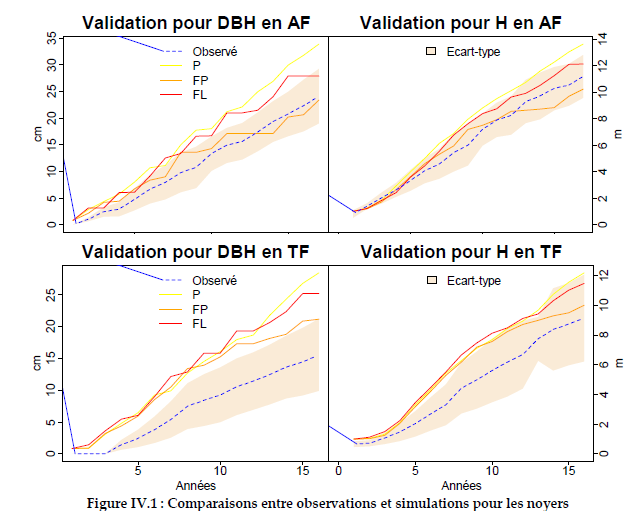 Validation pour DBH en AF
Validation pour H en AF
35
30
25
20
15
10
5
0
cm
Observé
P
FP
FL
Ecart-type
14
12
10
8
6
4
2
0
m
Validation pour DBH en TF
Validation pour H en TF
25
20
15
10
5
0
cm
Observé
P
FP
FL
Ecart-type
12
10
8
6
4
2
0
m
5 10 15
0 5 10 15
Années
Années
Figure IV.1 : Comparaisons entre observations et simulations pour les noyers